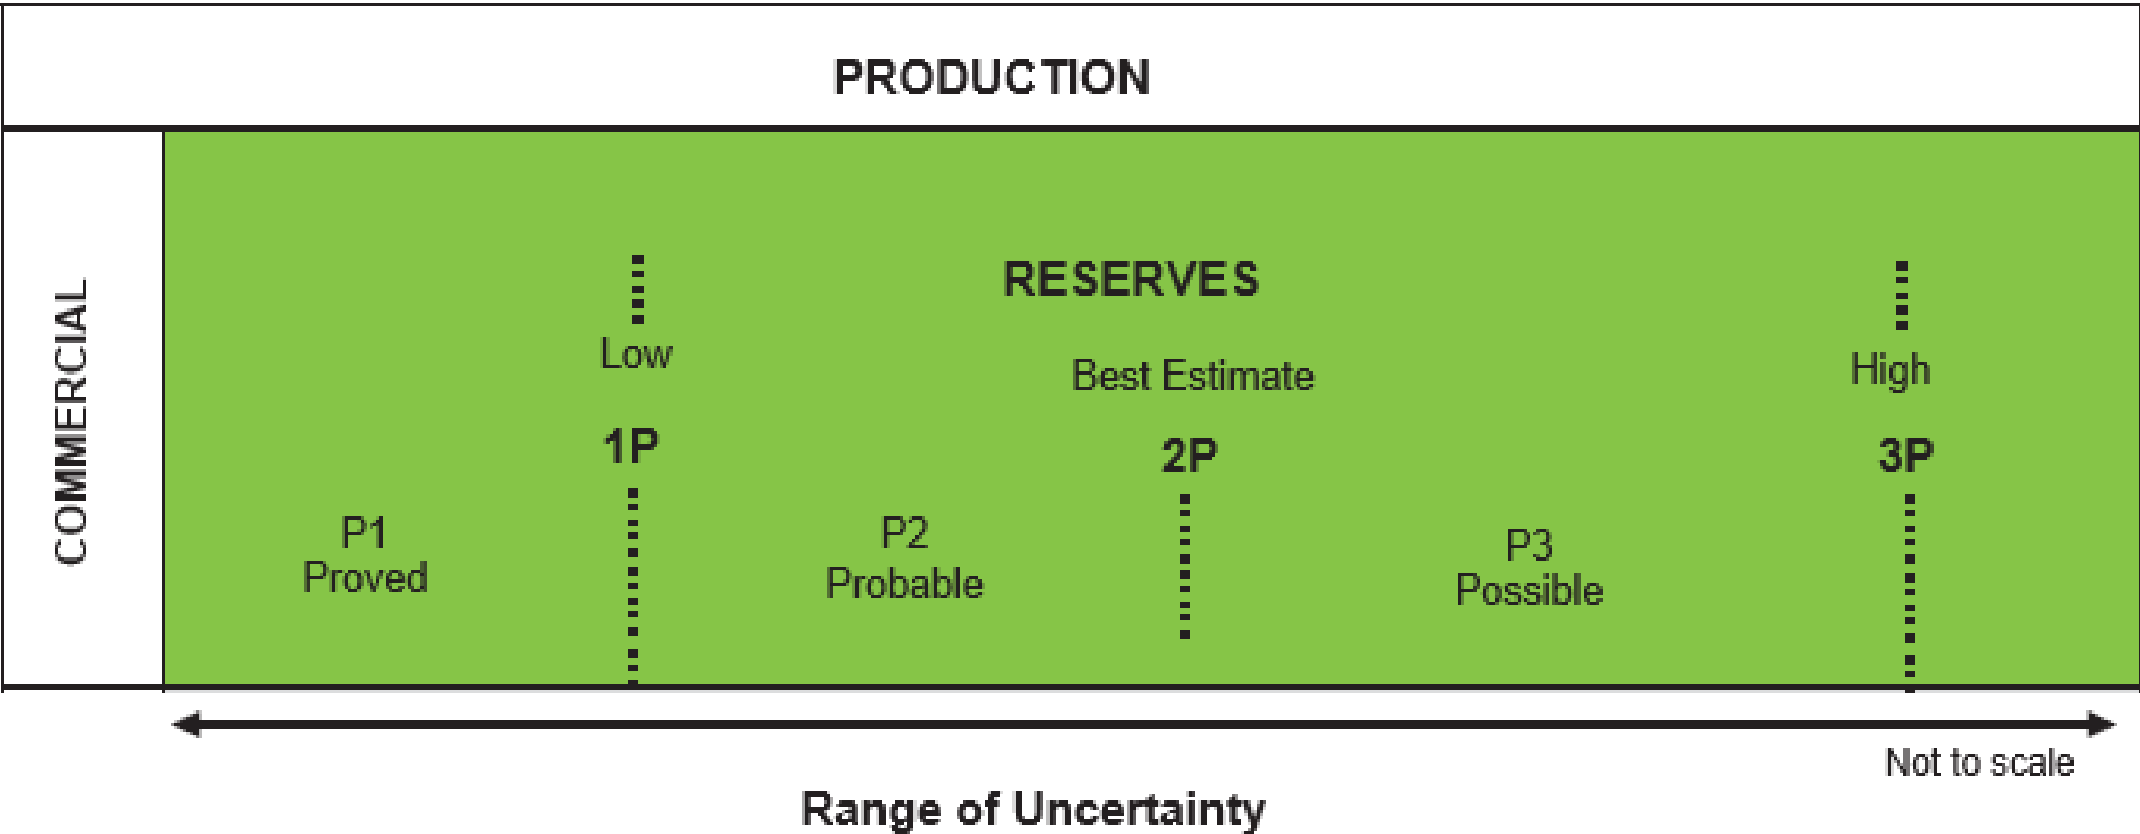 PRODUCTION
COMMERCIAL
RESERVES
Low
Best Estimate
High
1P
2P
3P
P1
Proved
P2
Probable
P3
Possible
Not to scale
Range of Uncertainty